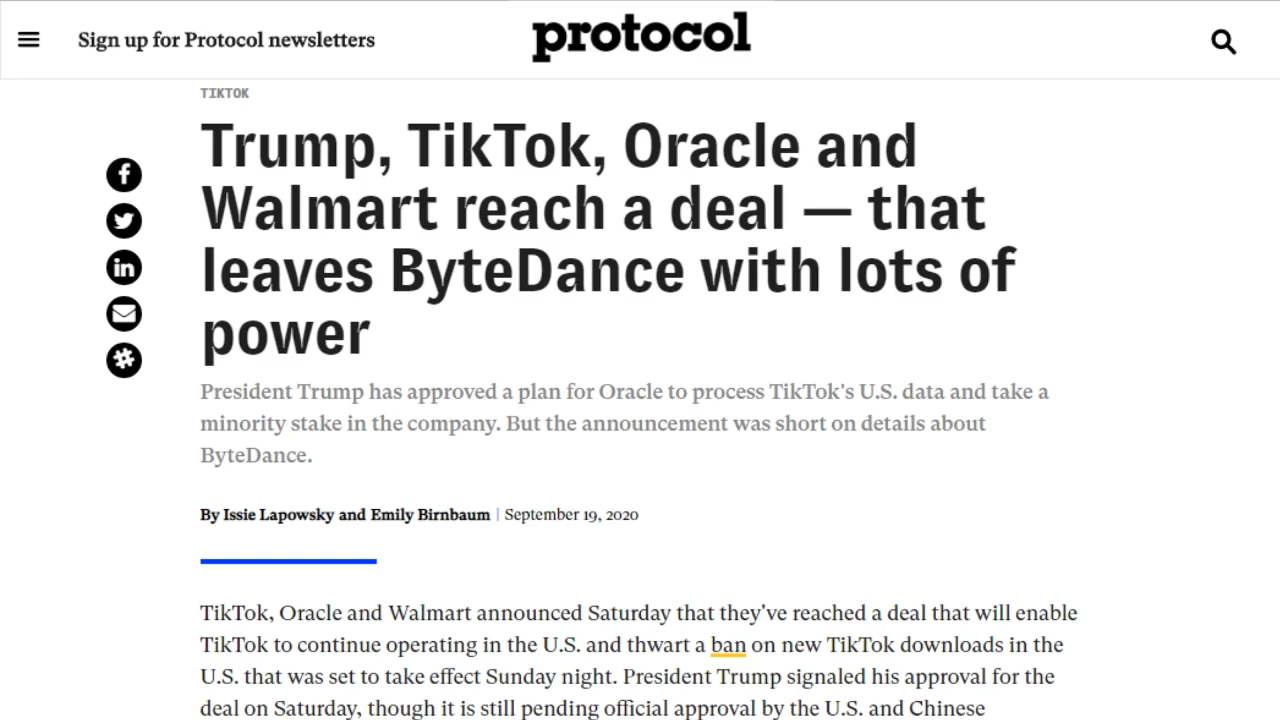 Sign up for Protocol newsletters
protocol
TIKTOK
Trump, TikTok, Oracle and
Walmart reach a deal — that
leaves ByteDance with lots of
power
President Trump has approved a plan for Oracle to process TikTok's U.S. data and take a
minority stake in the company. But the announcement was short on details about
ByteDance.
By Issie Lapowsky and Emily Birnbaum | September 19, 2020
TikTok, Oracle and Walmart announced Saturday that they've reached a deal that will enable
TikTok to continue operating in the U.S. and thwart a ban on new TikTok downloads in the
U.S. that was set to take effect Sunday night. President Trump signaled his approval for the
deal on Saturday, though it is still pending official approval by the U.S. and Chinese